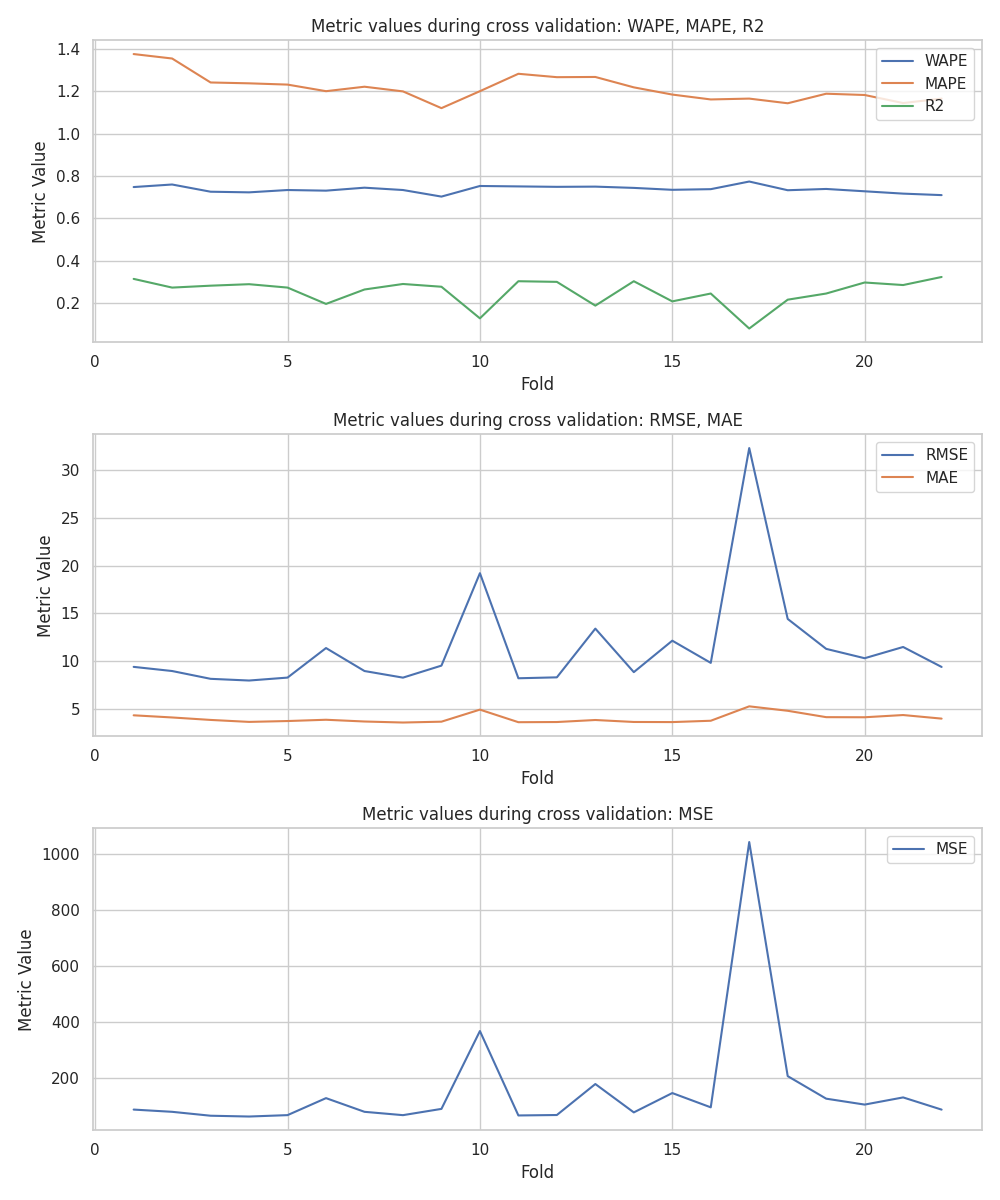 Metric values during cross validation: WAPE, MAPE, R2
Metric Value
1.4
1.2
1.0
0.8
0.6
0.4
0.2
WAPE
MAPE
R2
0 5 10 15 20
Fold
Metric values during cross validation: RMSE, MAE
Metric Value
30
25
20
15
10
5
RMSE
MAE
0 5 10 15 20
Fold
Metric values during cross validation: MSE
Metric Value
1000
800
600
400
200
MSE
0 5 10 15 20
Fold